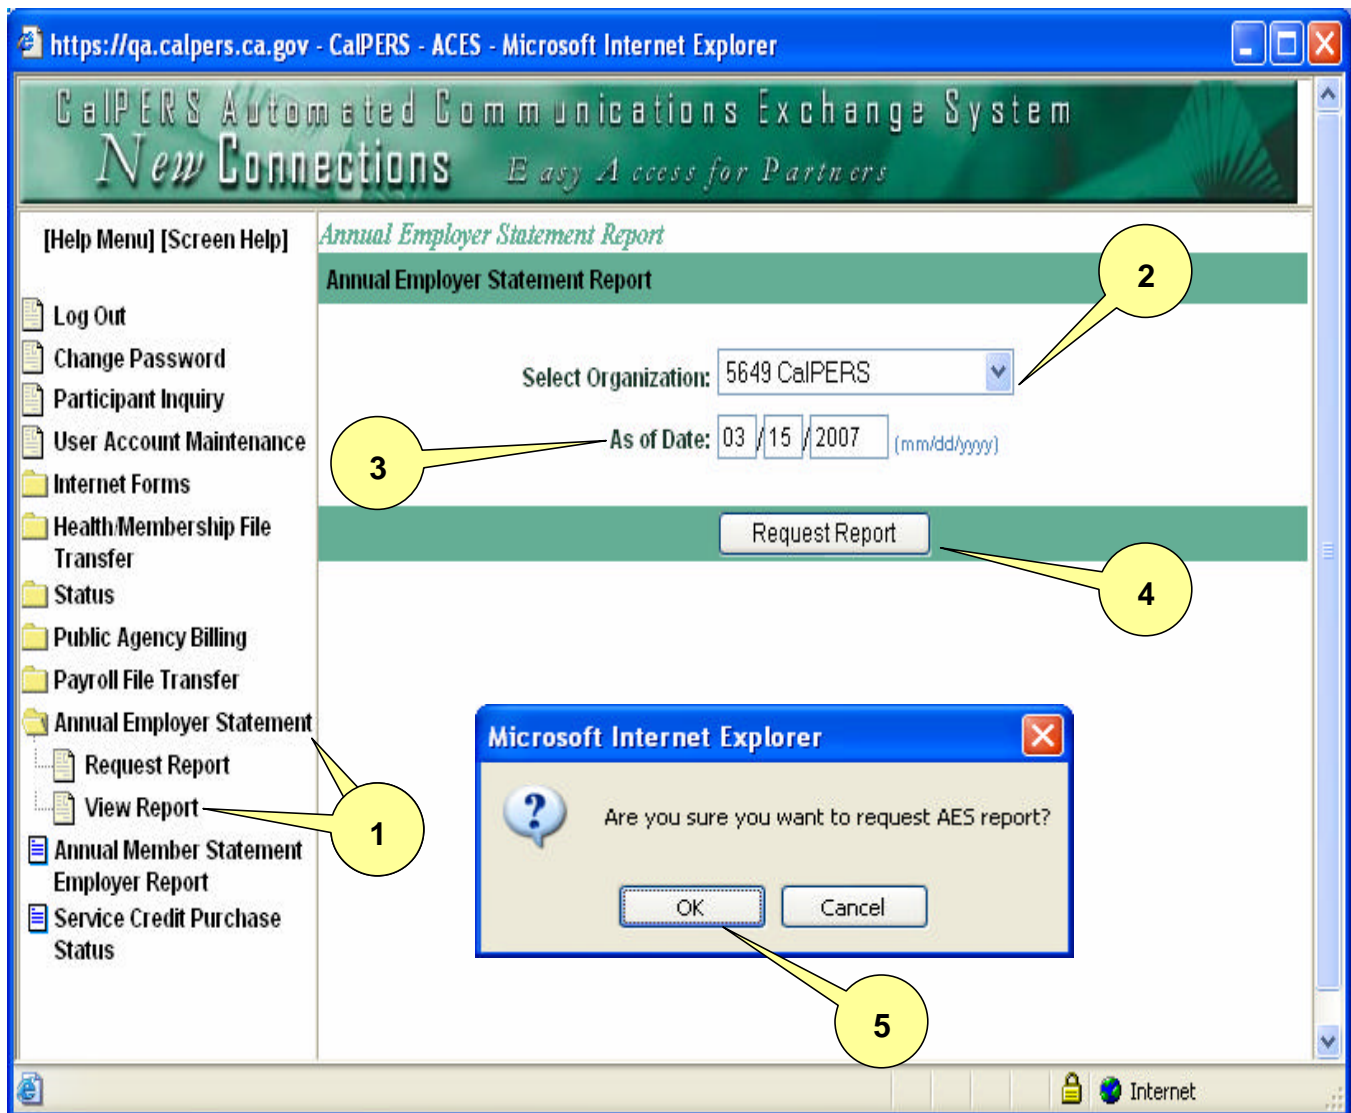 https://qa.calpers.ca.gov - CalPERS - ACES - Microsoft Internet Explorer
CalPERS Automated Communications Exchange System
New Connections Easy Access for Partners
[Help Menu] [Screen Help]
Annual Employer Statement Report
Annual Employer Statement Report
2
Log Out
Change Password
Participant Inquiry
User Account Maintenance
Internet Forms
Health/Membership File
Transfer
Status
Public Agency Billing
Payroll File Transfer
Annual Employer Statement
Request Report
View Report
Annual Member Statement
Employer Report
Service Credit Purchase
Status
1
Select Organization: 5649 CalPERS
As of Date: 03 / 15 / 2007 (mm/dd/yyyy)
3
Request Report
4
Microsoft Internet Explorer
Are you sure you want to request AES report?
OK Cancel
5
Internet